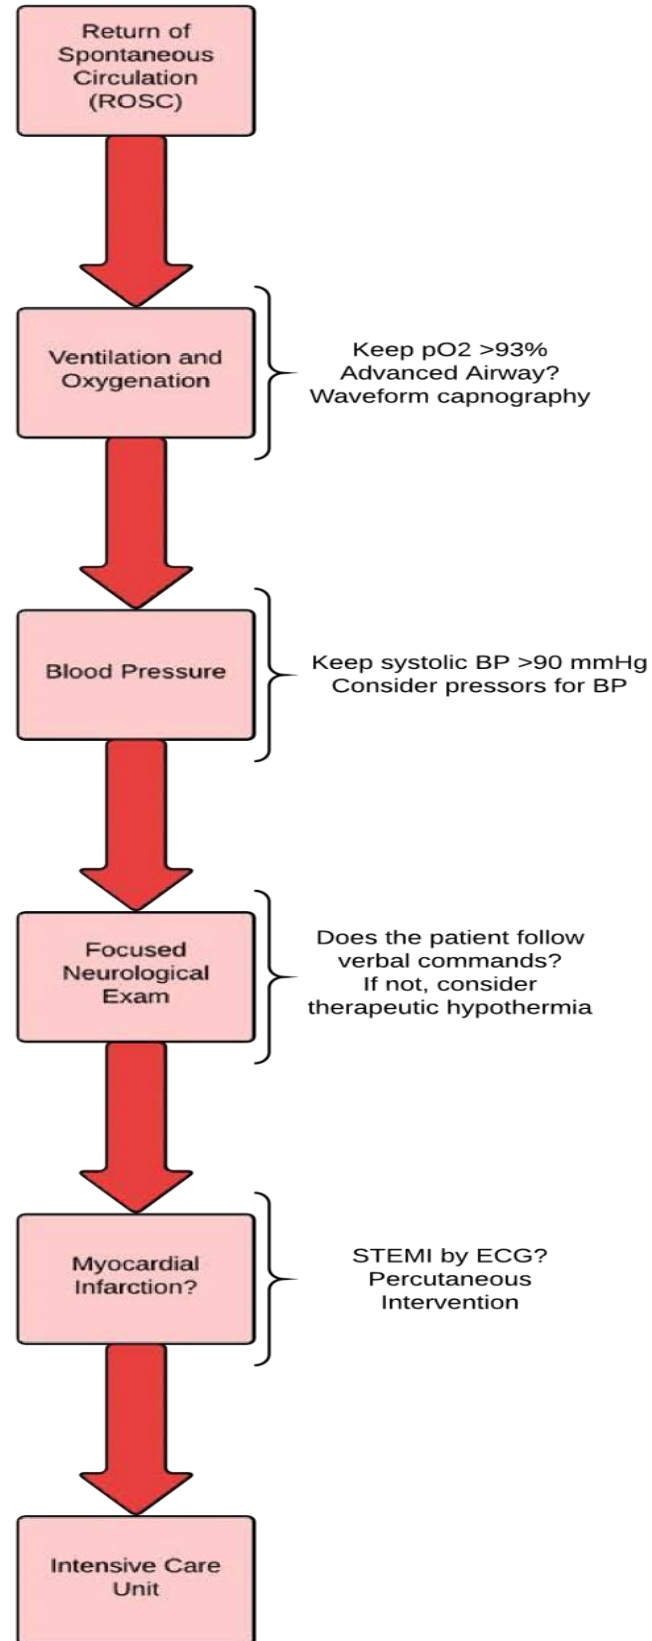 Return of
Spontaneous
Circulation
(ROSC)
Ventilation and
Oxygenation
Keep pO2 >93%
Advanced Airway?
Waveform capnography
Blood Pressure
Keep systolic BP >90 mmHg
Consider pressors for BP
Focused
Neurological
Exam
Does the patient follow
verbal commands?
If not, consider
therapeutic hypothermia
Myocardial
Infarction?
STEMI by ECG?
Percutaneous
Intervention
Intensive Care
Unit